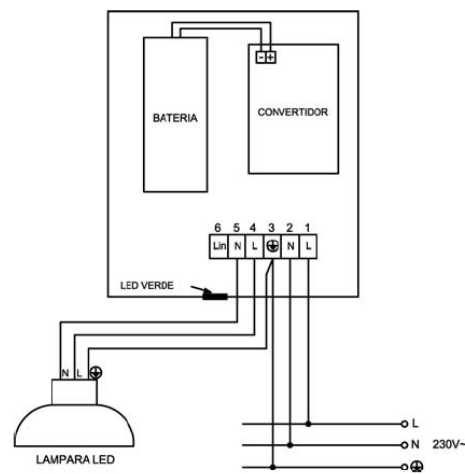 - +
BATERIA
CONVERTIDOR
6 5 4 3 2 1
Lin N L N L
LED VERDE
N L
L
N 230V~
LAMPARA LED